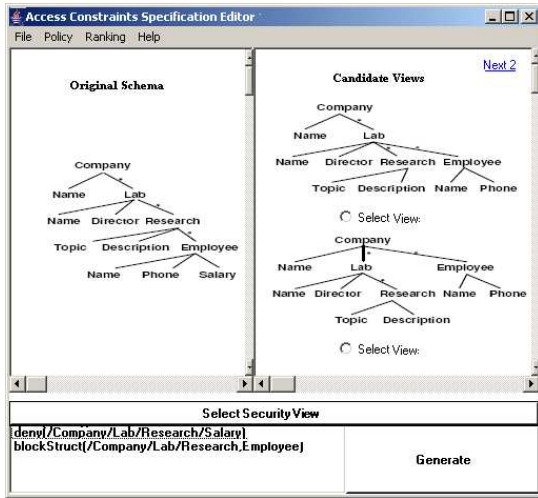 Access Constraints Specification Editor
File Policy Ranking Help
Original Schema
Company
Name Lab
Name Director Research
Topic Description Employee
Name Phone Salary
Next 2
Candidate Views
Company
Name Lab
Name Director Research Employee
Topic Description Name Phone
Select View:
Company
Name Lab Employee
Name Director Research Name Phone
Topic Description
Select View:
Select Security View
deny(/Company/Lab/Research/Salary)
blockStruct(/Company/Lab/Research,Employee)
Generate